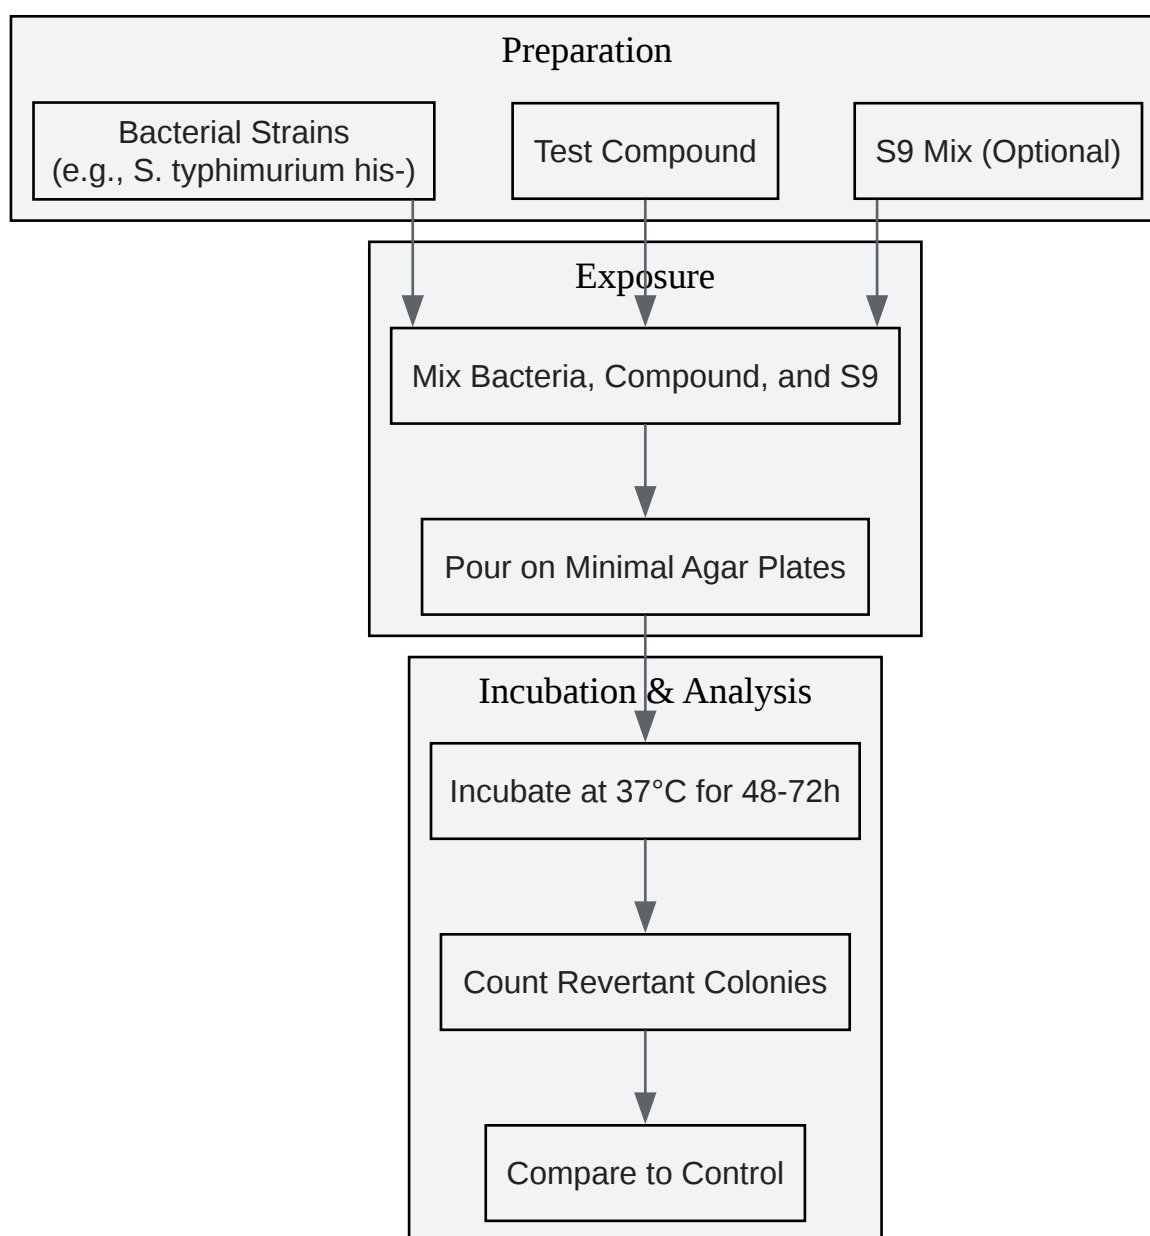 Preparation
Bacterial Strains
(e.g., S. typhimurium his-)
Test Compound
S9 Mix (Optional)
Exposure
Mix Bacteria, Compound, and S9
Pour on Minimal Agar Plates
Incubation & Analysis
Incubate at 37°C for 48-72h
Count Revertant Colonies
Compare to Control